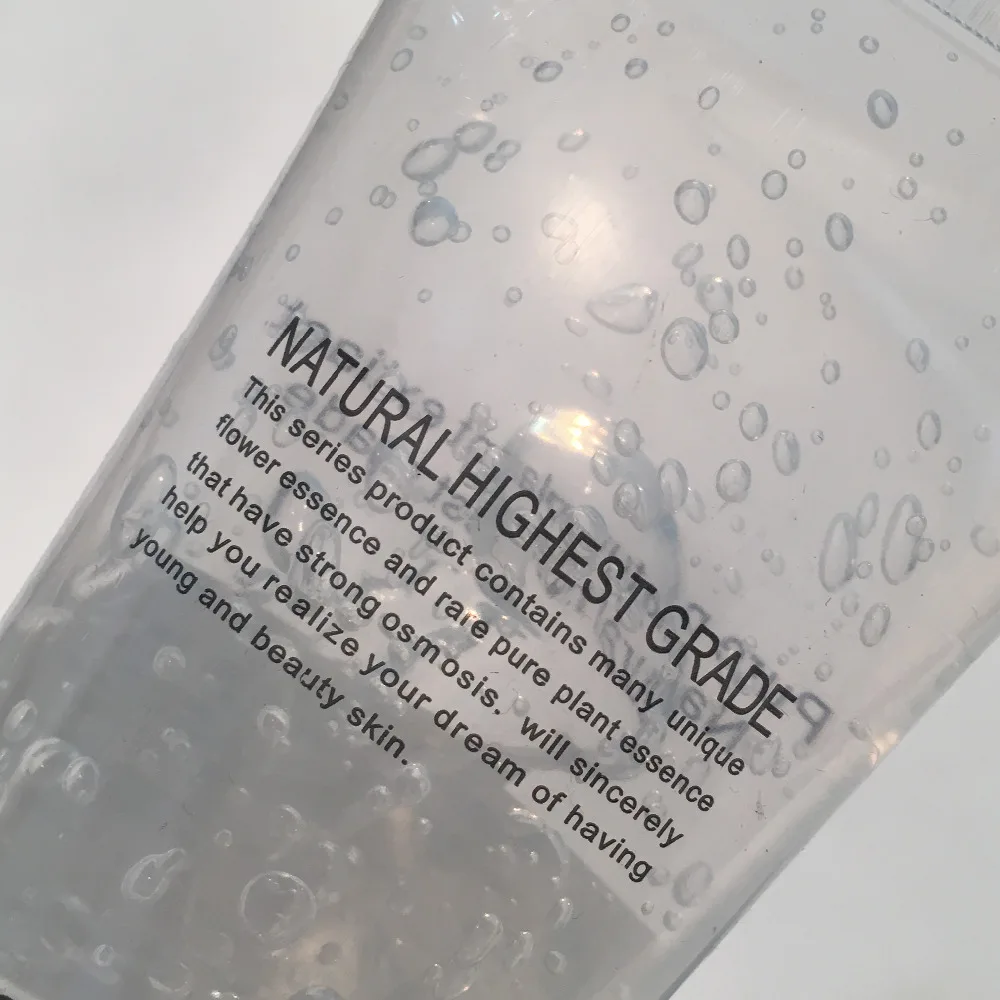 NATURAL HIGHEST GRADE
This series product contains many unique
flower essence and rare pure plant essence
that have strong osmosis. will sincerely
help you realize your dream of having
young and beauty skin.